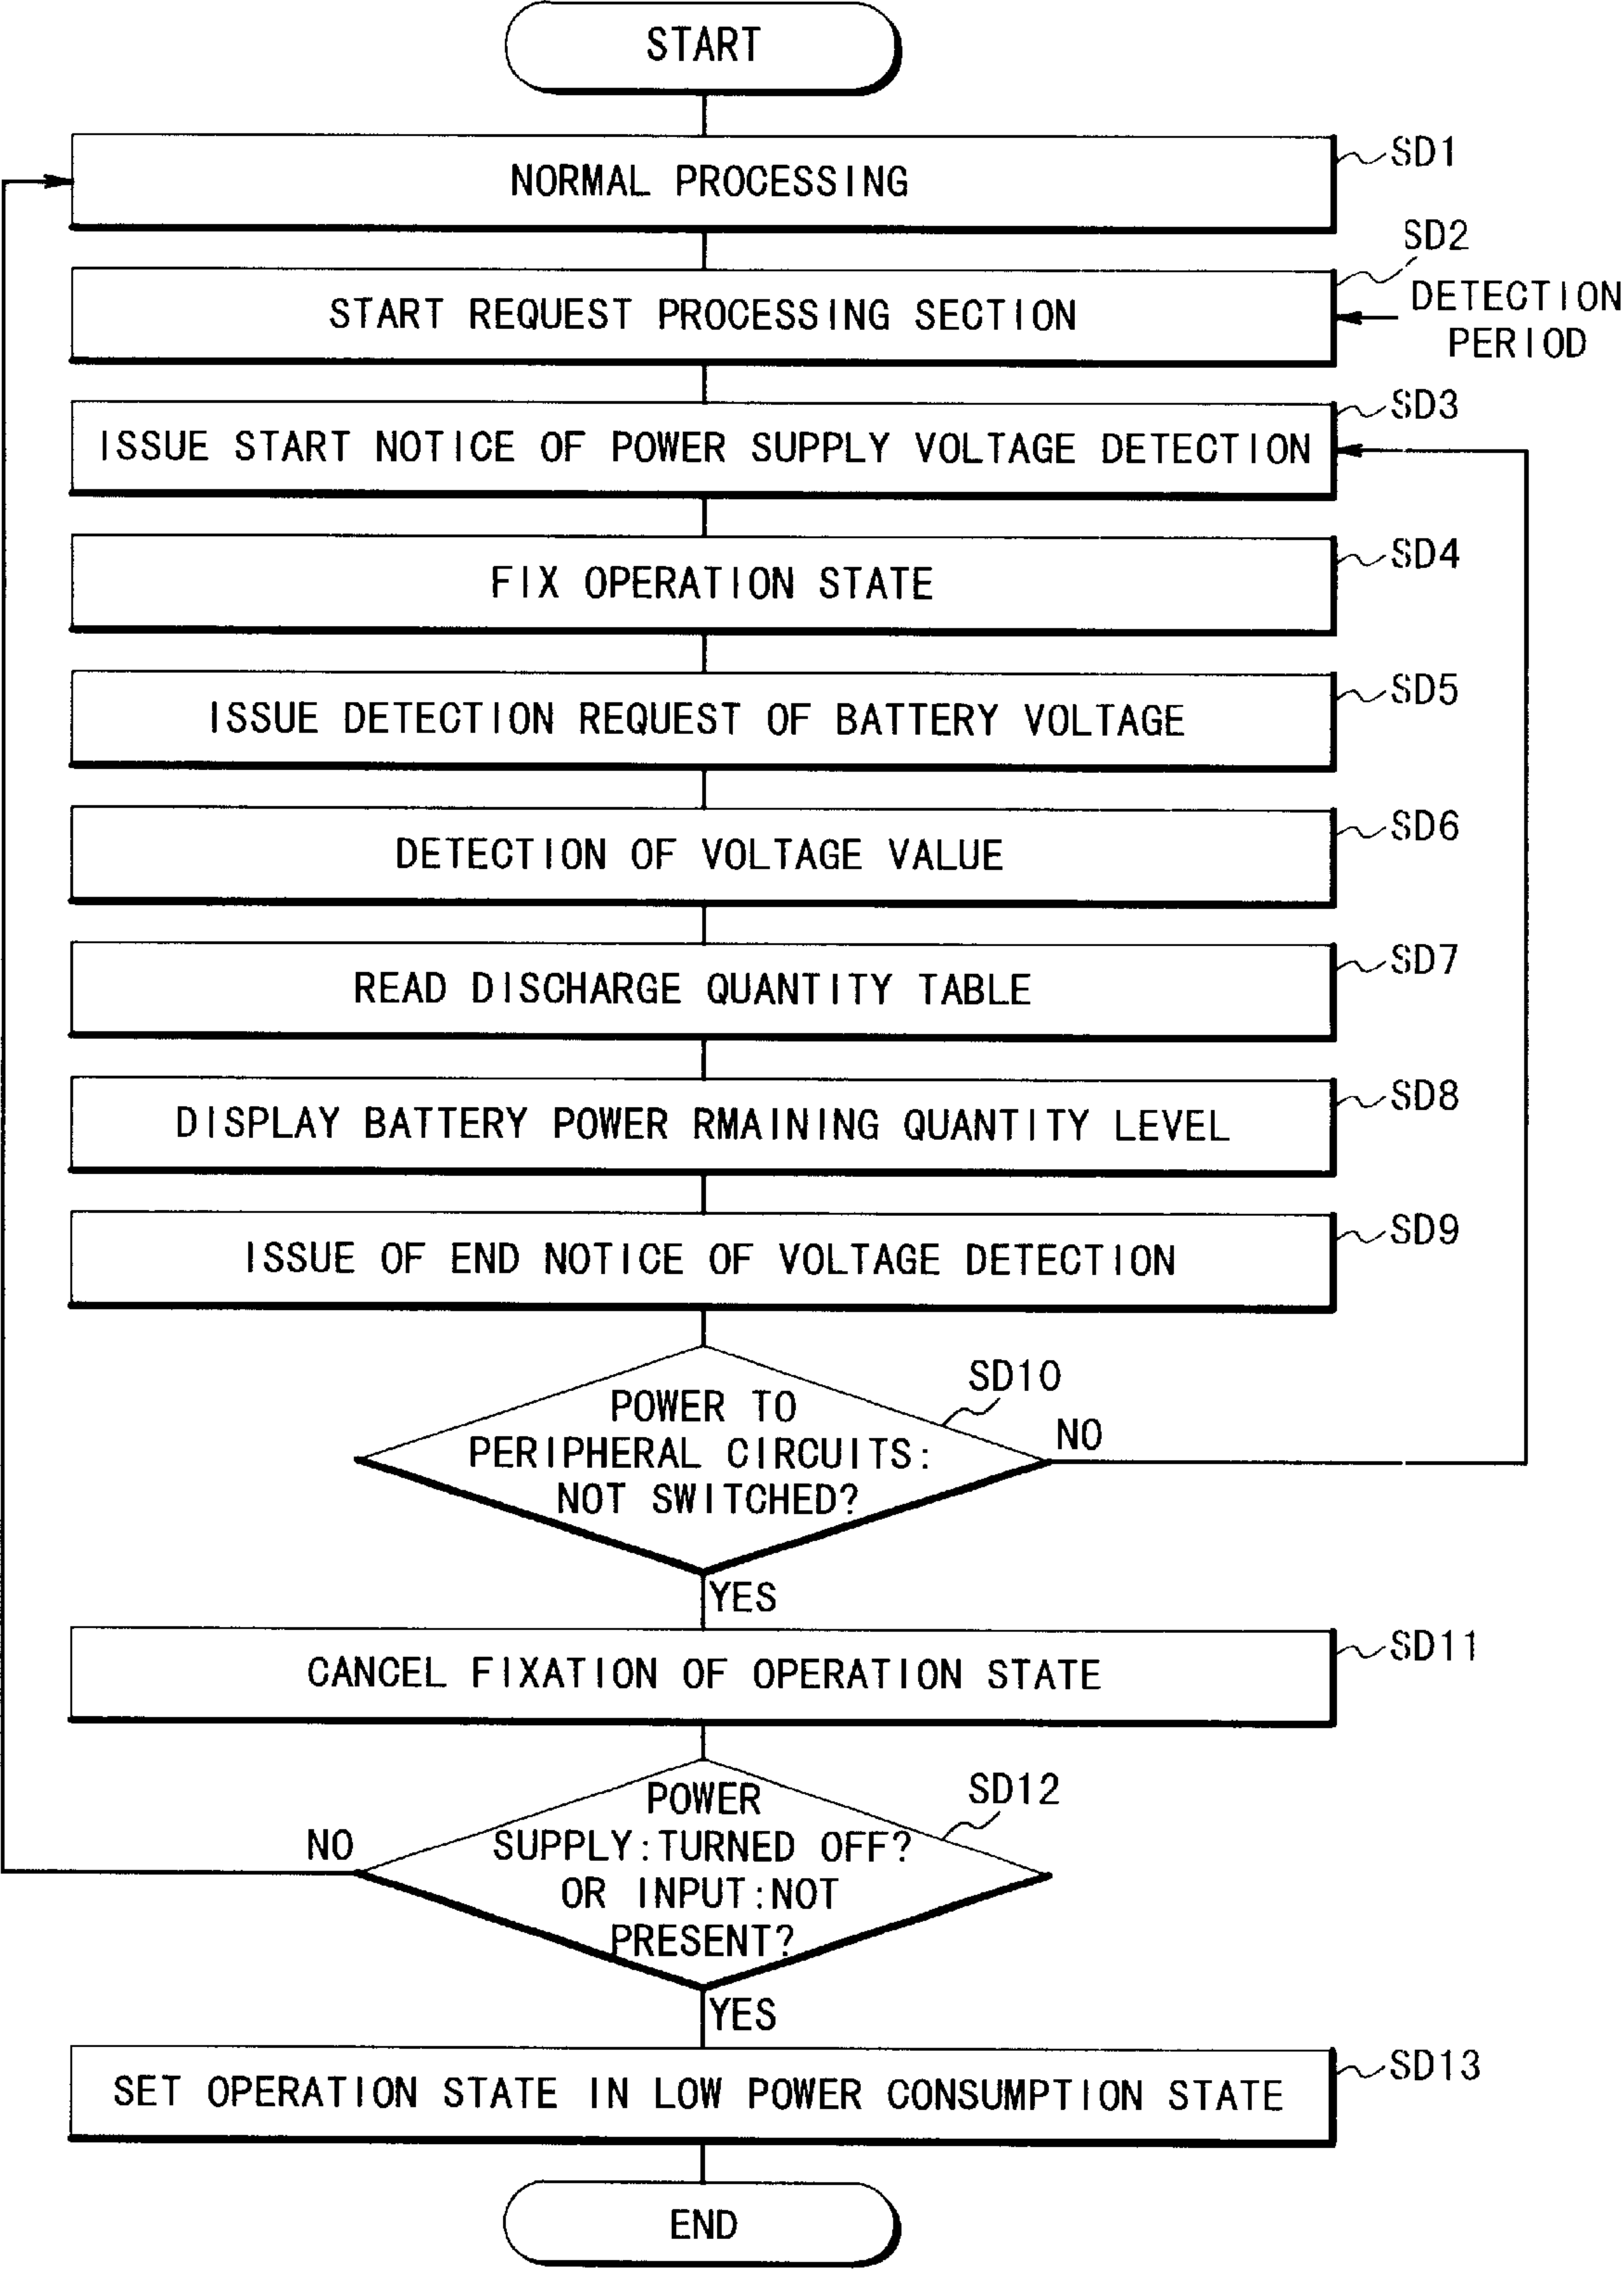 START
NORMAL PROCESSING
SD1
SD2
START REQUEST PROCESSING SECTION
DETECTION
PERIOD
SD3
ISSUE START NOTICE OF POWER SUPPLY VOLTAGE DETECTION
SD4
FIX OPERATION STATE
SD5
ISSUE DETECTION REQUEST OF BATTERY VOLTAGE
SD6
DETECTION OF VOLTAGE VALUE
SD7
READ DISCHARGE QUANTITY TABLE
SD8
DISPLAY BATTERY POWER RMAINING QUANTITY LEVEL
SD9
ISSUE OF END NOTICE OF VOLTAGE DETECTION
SD10
POWER TO
PERIPHERAL CIRCUITS:
NOT SWITCHED?
NO
YES
SD11
CANCEL FIXATION OF OPERATION STATE
SD12
POWER
SUPPLY:TURNED OFF?
OR INPUT:NOT
PRESENT?
NO
YES
SD13
SET OPERATION STATE IN LOW POWER CONSUMPTION STATE
END